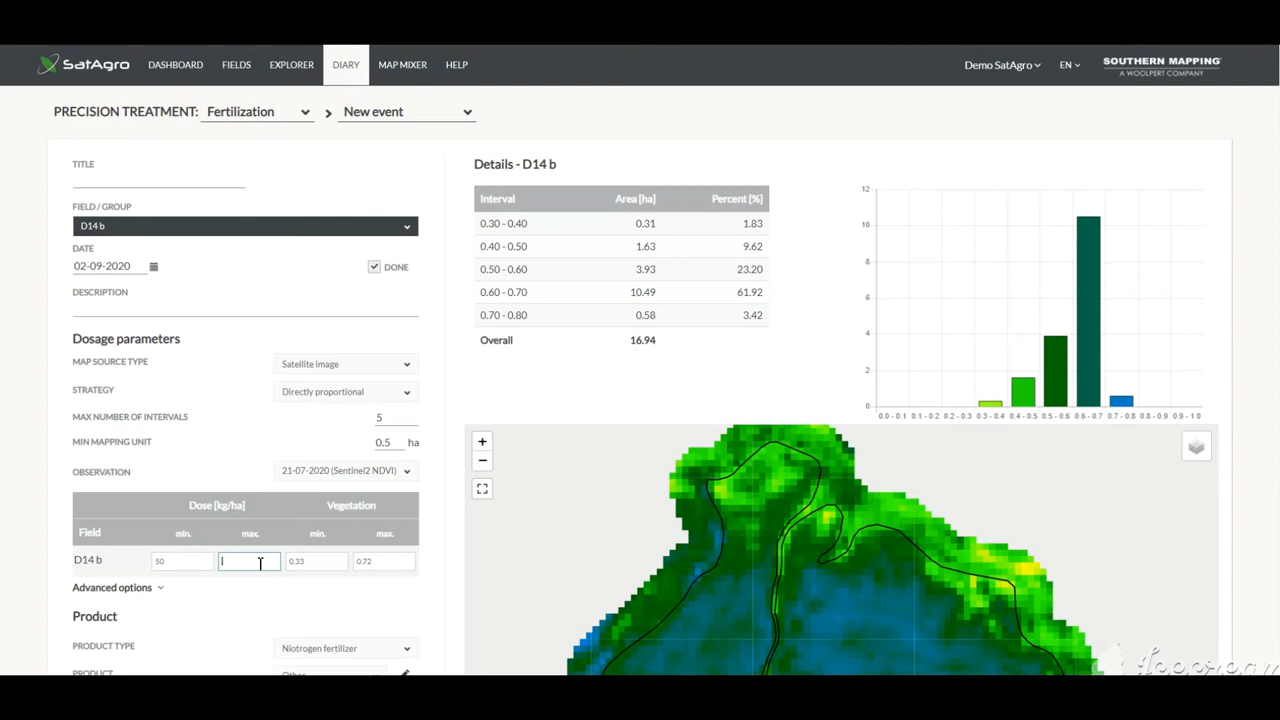 SatAgro DASHBOARD FIELDS EXPLORER DIARY MAP MIXER HELP Demo SatAgro EN SOUTHERN MAPPING
A WOOLPERT COMPANY
PRECISION TREATMENT: Fertilization > New event
TITLE
FIELD / GROUP
D14 b
DATE
02-09-2020
DONE
DESCRIPTION
Dosage parameters
MAP SOURCE TYPE Satellite image
STRATEGY Directly proportional
MAX NUMBER OF INTERVALS 5
MIN MAPPING UNIT 0.5 ha
OBSERVATION 21-07-2020 (Sentinel2 NDVI)
Dose [kg/ha] Vegetation
Field min. max. min. max.
D14 b 50 0.33 0.72
Advanced options
Product
PRODUCT TYPE Niotrogen fertilizer
PRODUCT Other
Details - D14 b
Interval Area [ha] Percent [%]
0.30 - 0.40 0.31 1.83
0.40 - 0.50 1.63 9.62
0.50 - 0.60 3.93 23.20
0.60 - 0.70 10.49 61.92
0.70 - 0.80 0.58 3.42
Overall 16.94
12
10
8
6
4
2
0
0.0 - 0.1 0.1 - 0.2 0.2 - 0.3 0.3 - 0.4 0.4 - 0.5 0.5 - 0.6 0.6 - 0.7 0.7 - 0.8 0.8 - 0.9 0.9 - 1.0
+
−